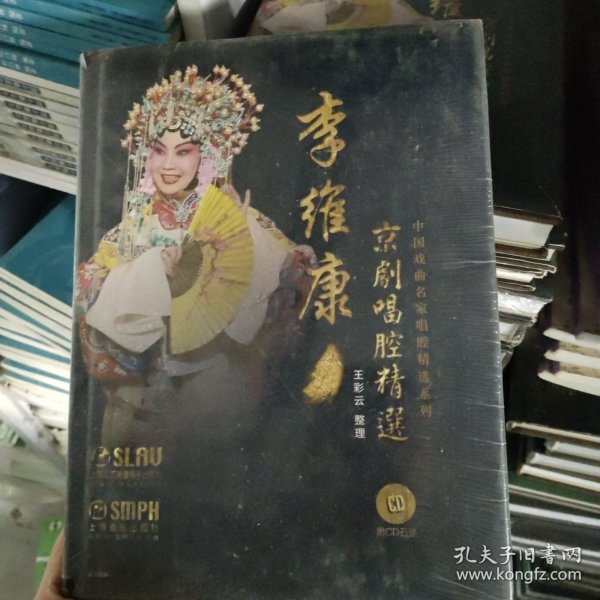 李维康
京劇唱腔精選
中国戏曲名家唱腔精选系列
王彩云 整理
SLAV
SMPH
上海音乐出版社
CD
孔夫子旧书网
www.kongfz.com